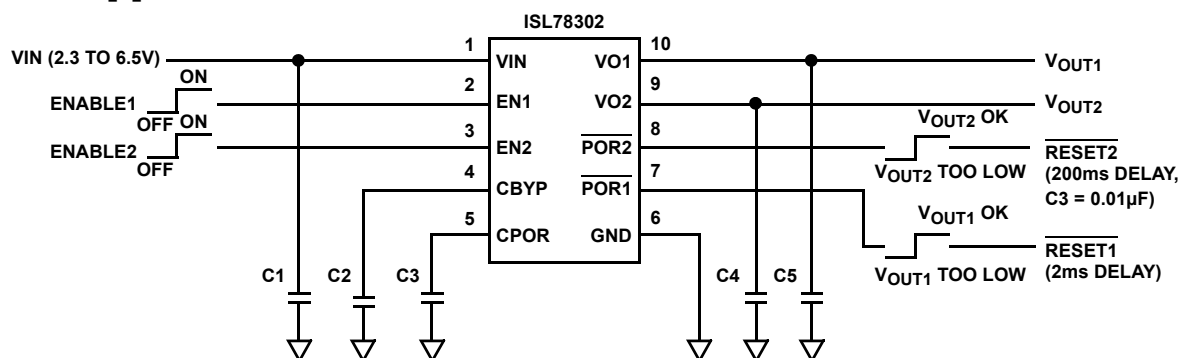 ISL78302
VIN (2.3 TO 6.5V)
1
VIN
VO1
10
VOUT1
ON
ENABLE1
OFF
2
EN1
VO2
9
VOUT2
ON
ENABLE2
OFF
3
EN2
POR2
8
VOUT2 OK
VOUT2 TOO LOW
RESET2
(200ms DELAY,
C3 = 0.01µF)
4
CBYP
POR1
7
VOUT1 OK
VOUT1 TOO LOW
RESET1
(2ms DELAY)
5
CPOR
GND
6
C1
C2
C3
C4
C5